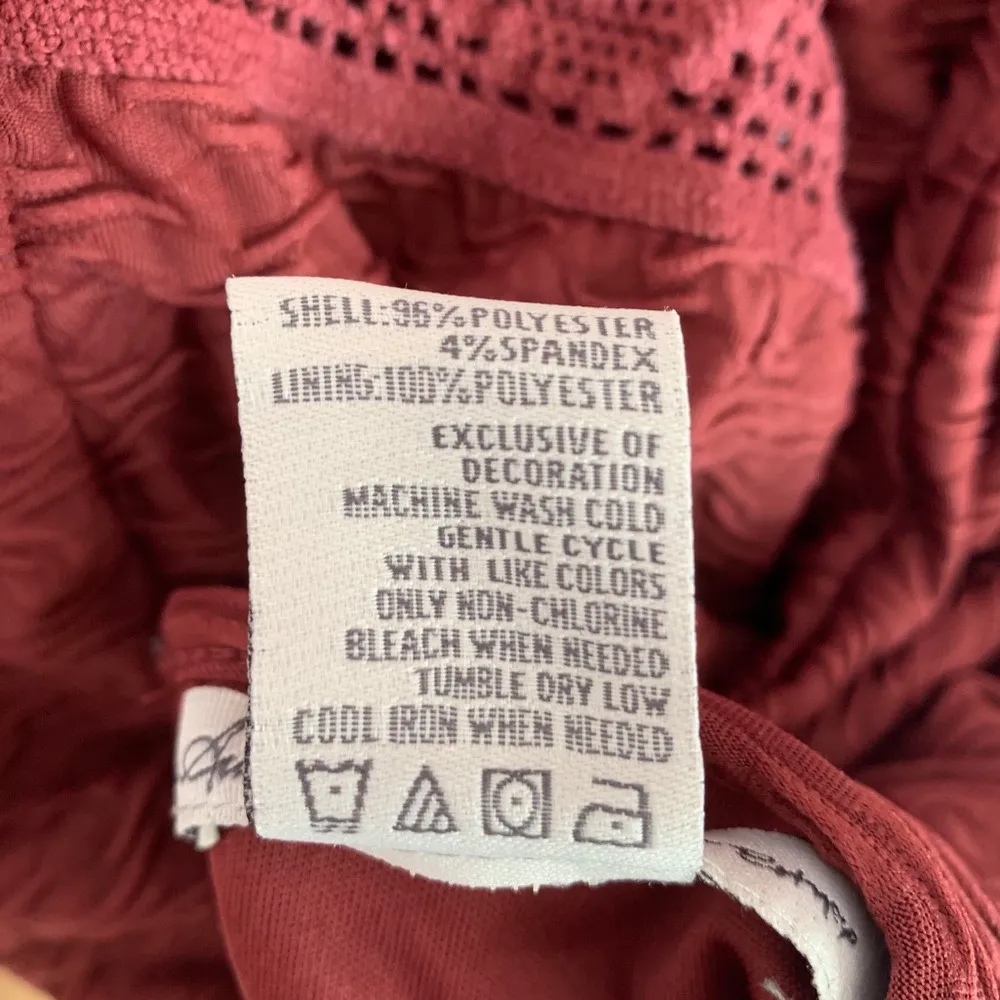 SHELL:96%POLYESTER
4%SPANDEX
LINING:100%POLYESTER
EXCLUSIVE OF
DECORATION
MACHINE WASH COLD
GENTLE CYCLE
WITH LIKE COLORS
ONLY NON-CHLORINE
BLEACH WHEN NEEDED
TUMBLE DRY LOW
COOL IRON WHEN NEEDED